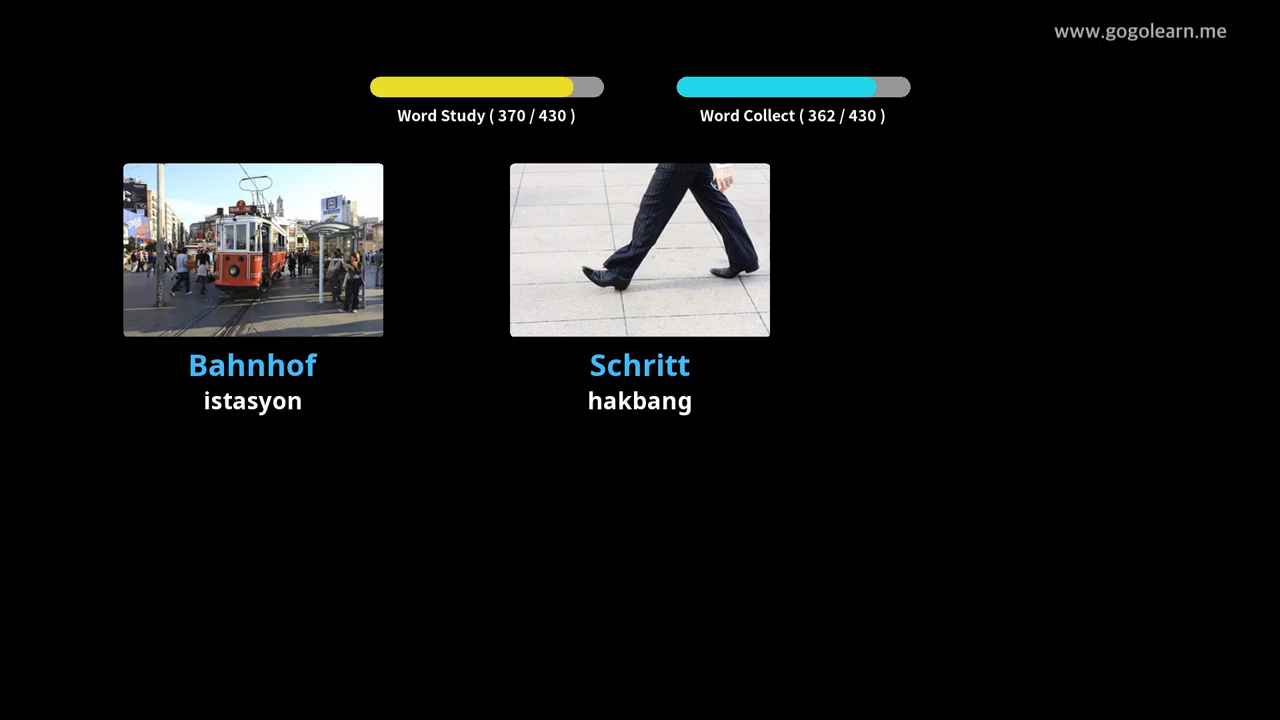 www.gogolearn.me
Word Study ( 370 / 430 )
Word Collect ( 362 / 430 )
Bahnhof
istasyon
Schritt
hakbang